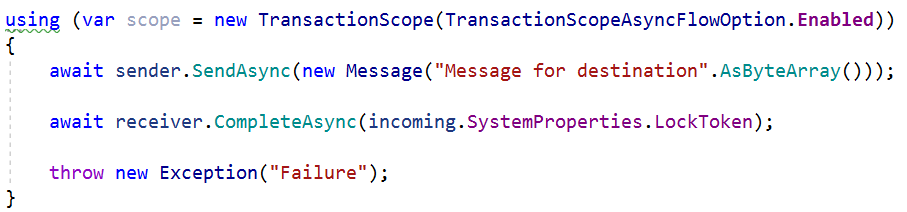 using (var scope = new TransactionScope(TransactionScopeAsyncFlowOption.Enabled))
{
    await sender.SendAsync(new Message("Message for destination".AsByteArray()));
    await receiver.CompleteAsync(incoming.SystemProperties.LockToken);
    throw new Exception("Failure");
}